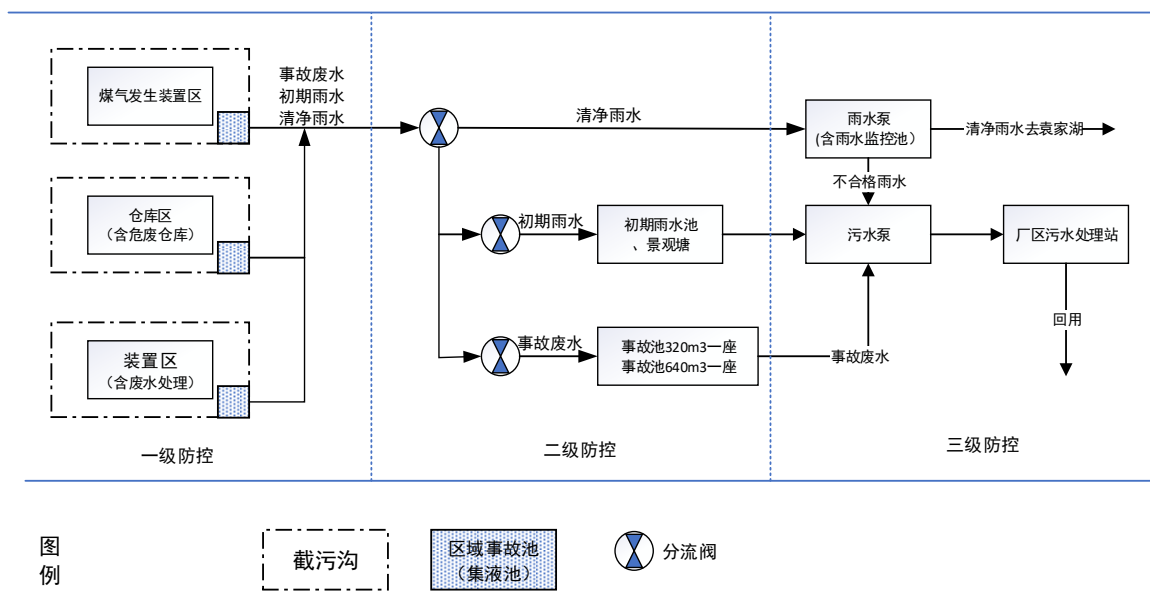 煤气发生装置区
仓库区
（含危废仓库）
装置区
（含废水处理）
事故废水
初期雨水
清净雨水
一级防控
清净雨水
初期雨水
初期雨水池
、景观塘
事故废水
事故池320m3一座
事故池640m3一座
二级防控
雨水泵
(含雨水监控池）
清净雨水去袁家湖
不合格雨水
污水泵
厂区污水处理站
事故废水
回用
三级防控
图
例
截污沟
区域事故池
（集液池）
分流阀